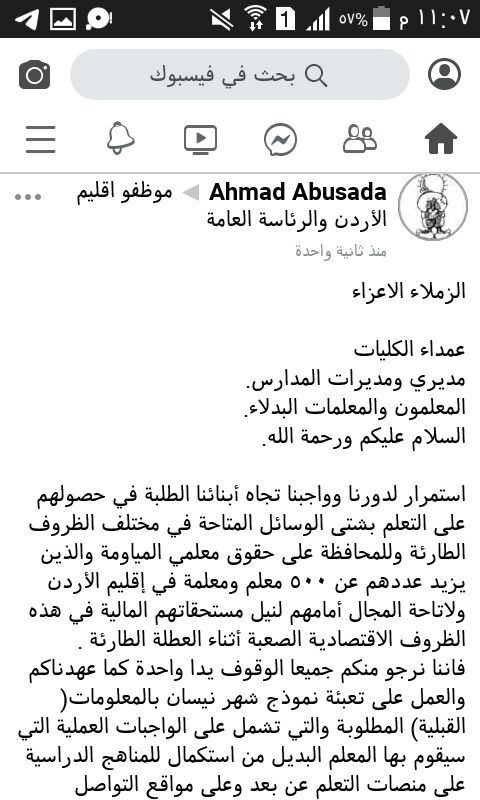 ١١:٠٧ م ٥٧% 1
بحث في فيسبوك
Ahmad Abusada ◀ موظفو اقليم
الأردن والرئاسة العامة
منذ ثانية واحدة
الزملاء الاعزاء
عمداء الكليات
مديري ومديرات المدارس.
المعلمون والمعلمات البدلاء.
السلام عليكم ورحمة الله.
استمرار لدورنا وواجبنا تجاه أبنائنا الطلبة في حصولهم
على التعلم بشتى الوسائل المتاحة في مختلف الظروف
الطارئة وللمحافظة على حقوق معلمي المياومة والذين
يزيد عددهم عن ٥٠٠ معلم ومعلمة في إقليم الأردن
ولاتاحة المجال أمامهم لنيل مستحقاتهم المالية في هذه
الظروف الاقتصادية الصعبة أثناء العطلة الطارئة .
فاننا نرجو منكم جميعا الوقوف يدا واحدة كما عهدناكم
والعمل على تعبئة نموذج شهر نيسان بالمعلومات(
القبلية) المطلوبة والتي تشمل على الواجبات العملية التي
سيقوم بها المعلم البديل من استكمال للمناهج الدراسية
على منصات التعلم عن بعد وعلى مواقع التواصل